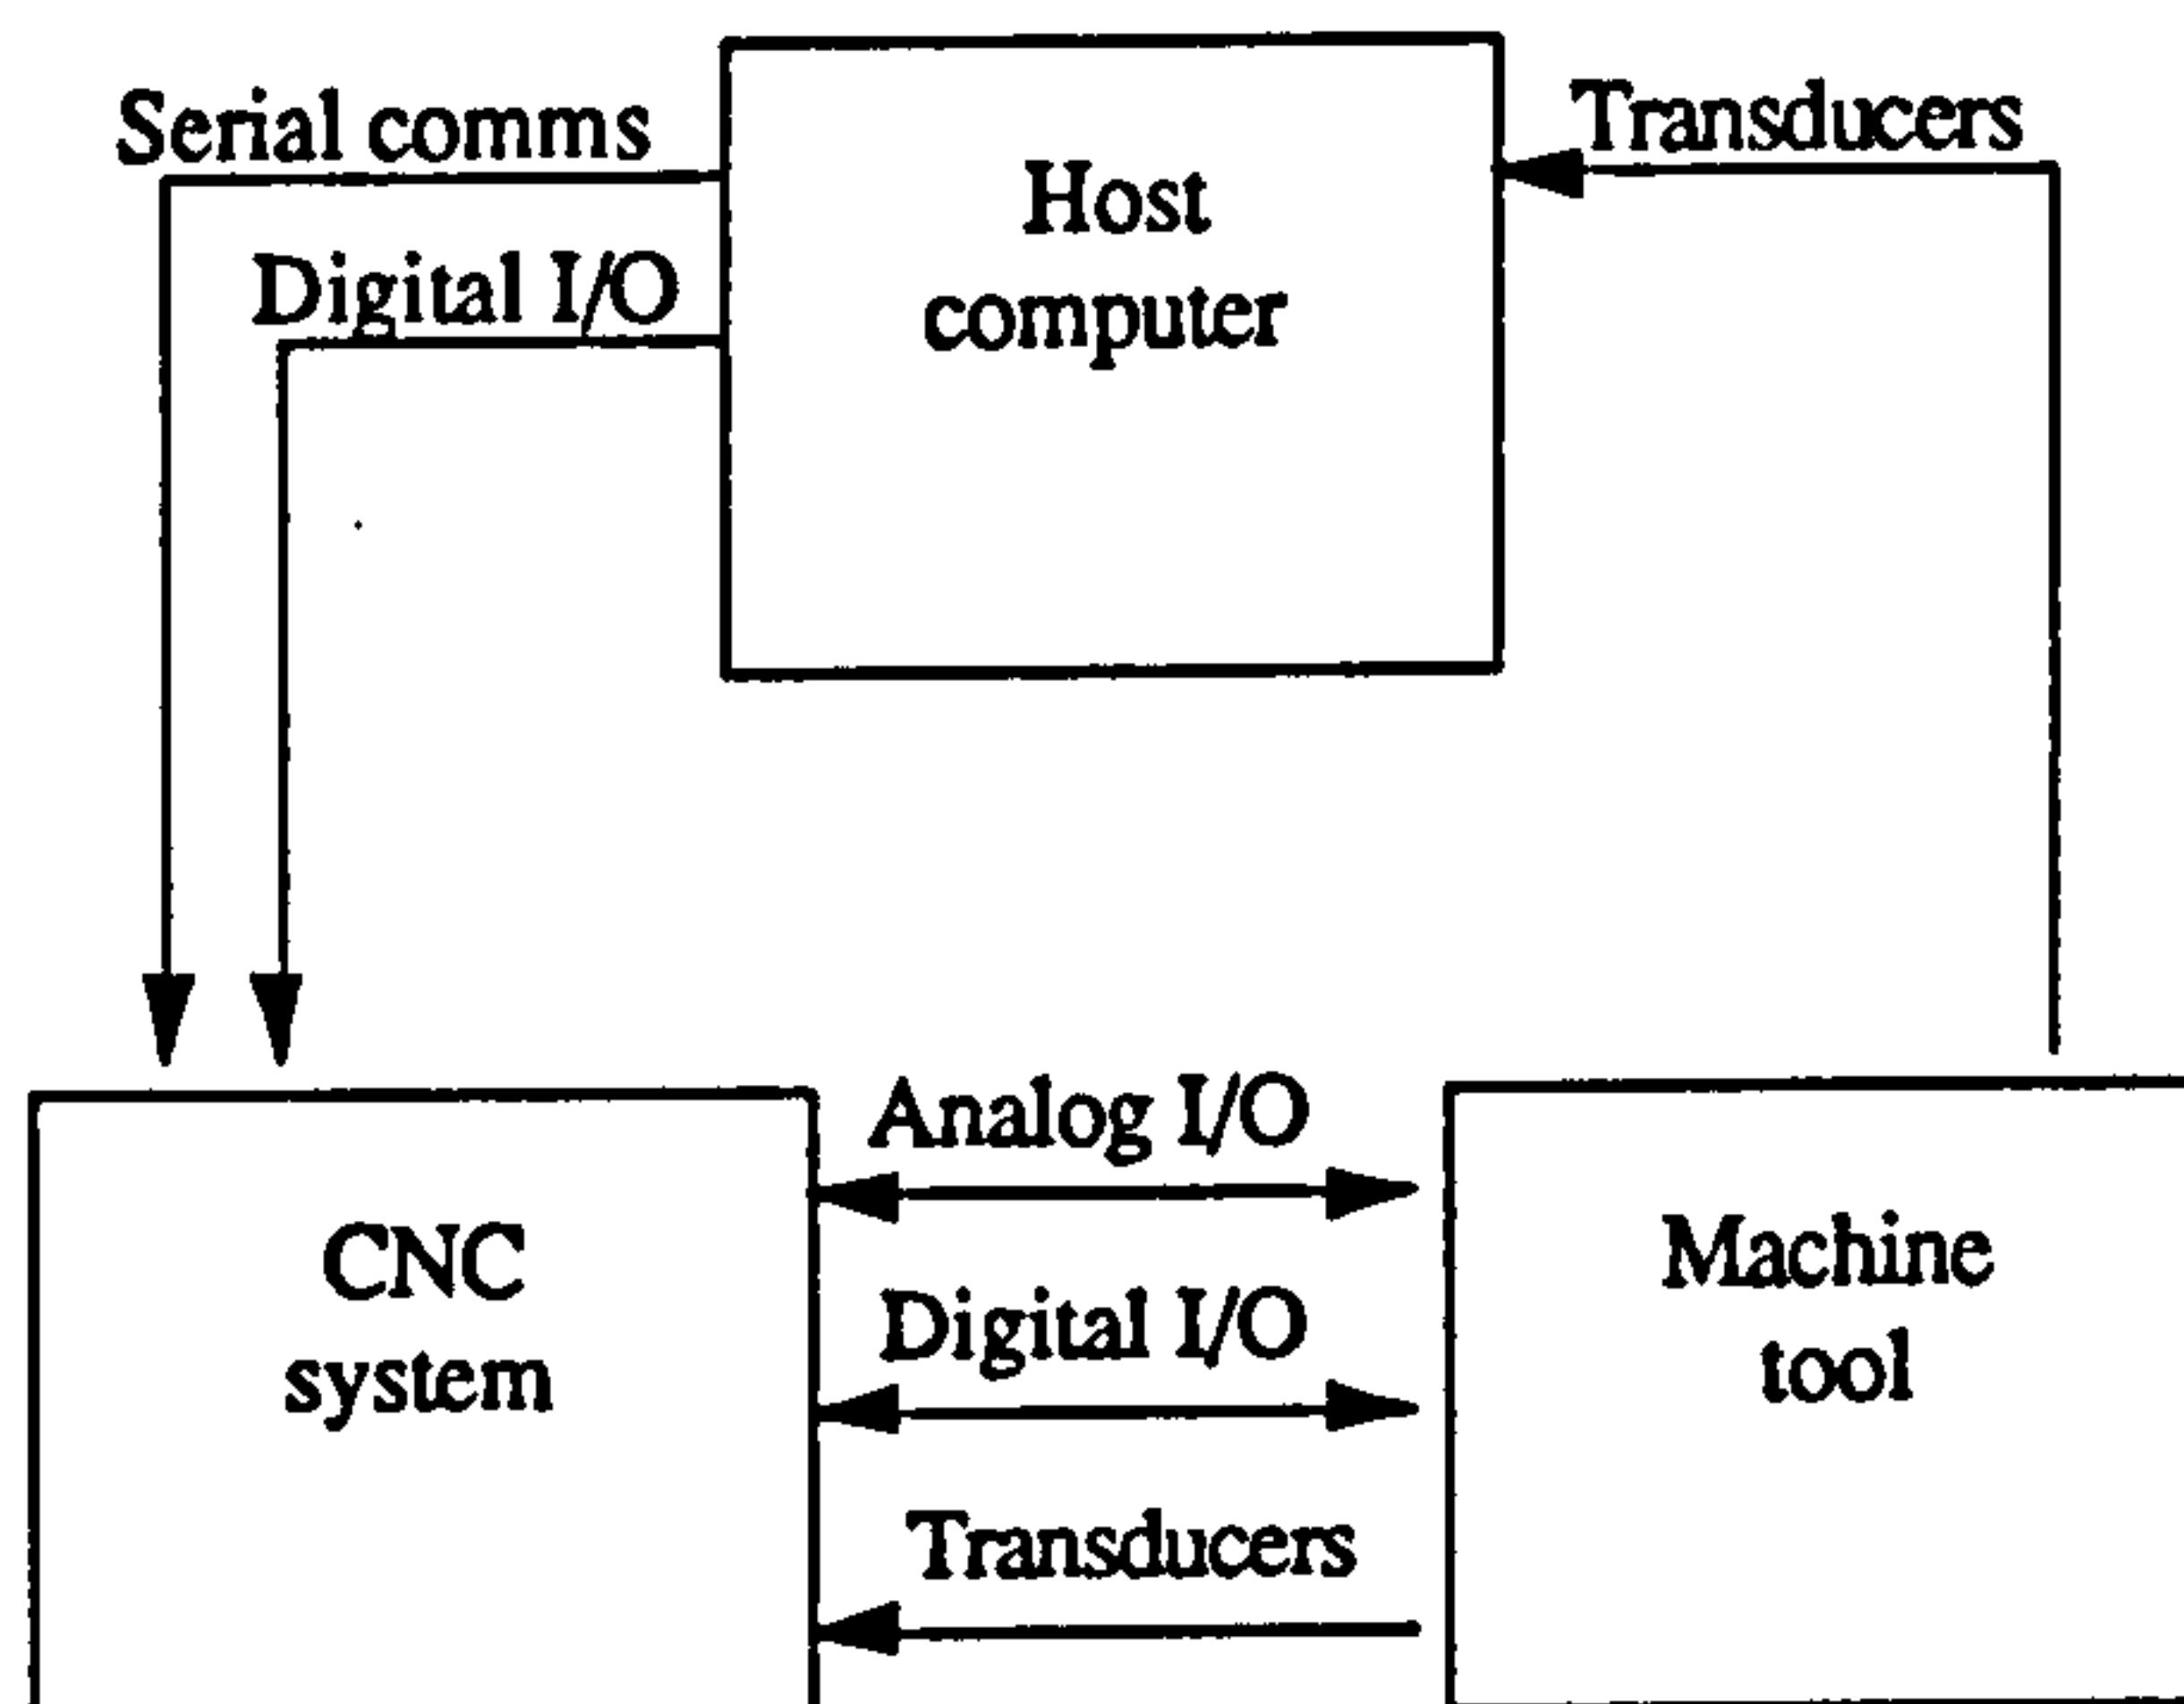 Serial comms
Transducers
Host
computer
Digital I/O
Analog I/O
CNC
system
Digital I/O
Machine
tool
Transducers